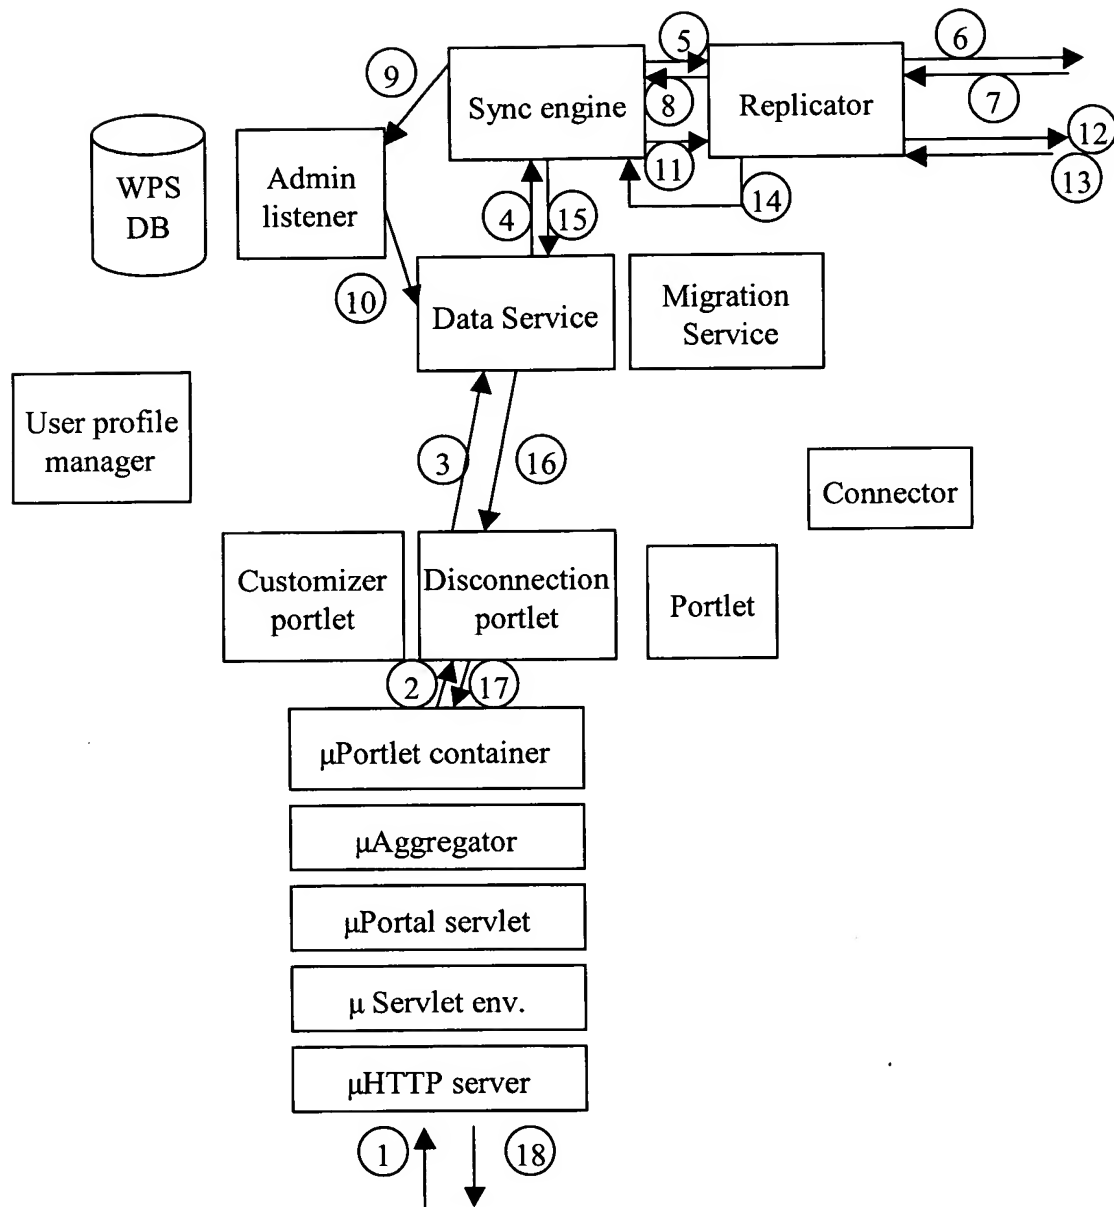 5
6
9
Sync engine
8
Replicator
7
12
WPS
DB
Admin
listener
11
13
4
15
14
10
Data Service
Migration
Service
User profile
manager
3
16
Connector
Customizer
portlet
Disconnection
portlet
Portlet
2
17
μPortlet container
μAggregator
μPortal servlet
μ Servlet env.
μHTTP server
1
18